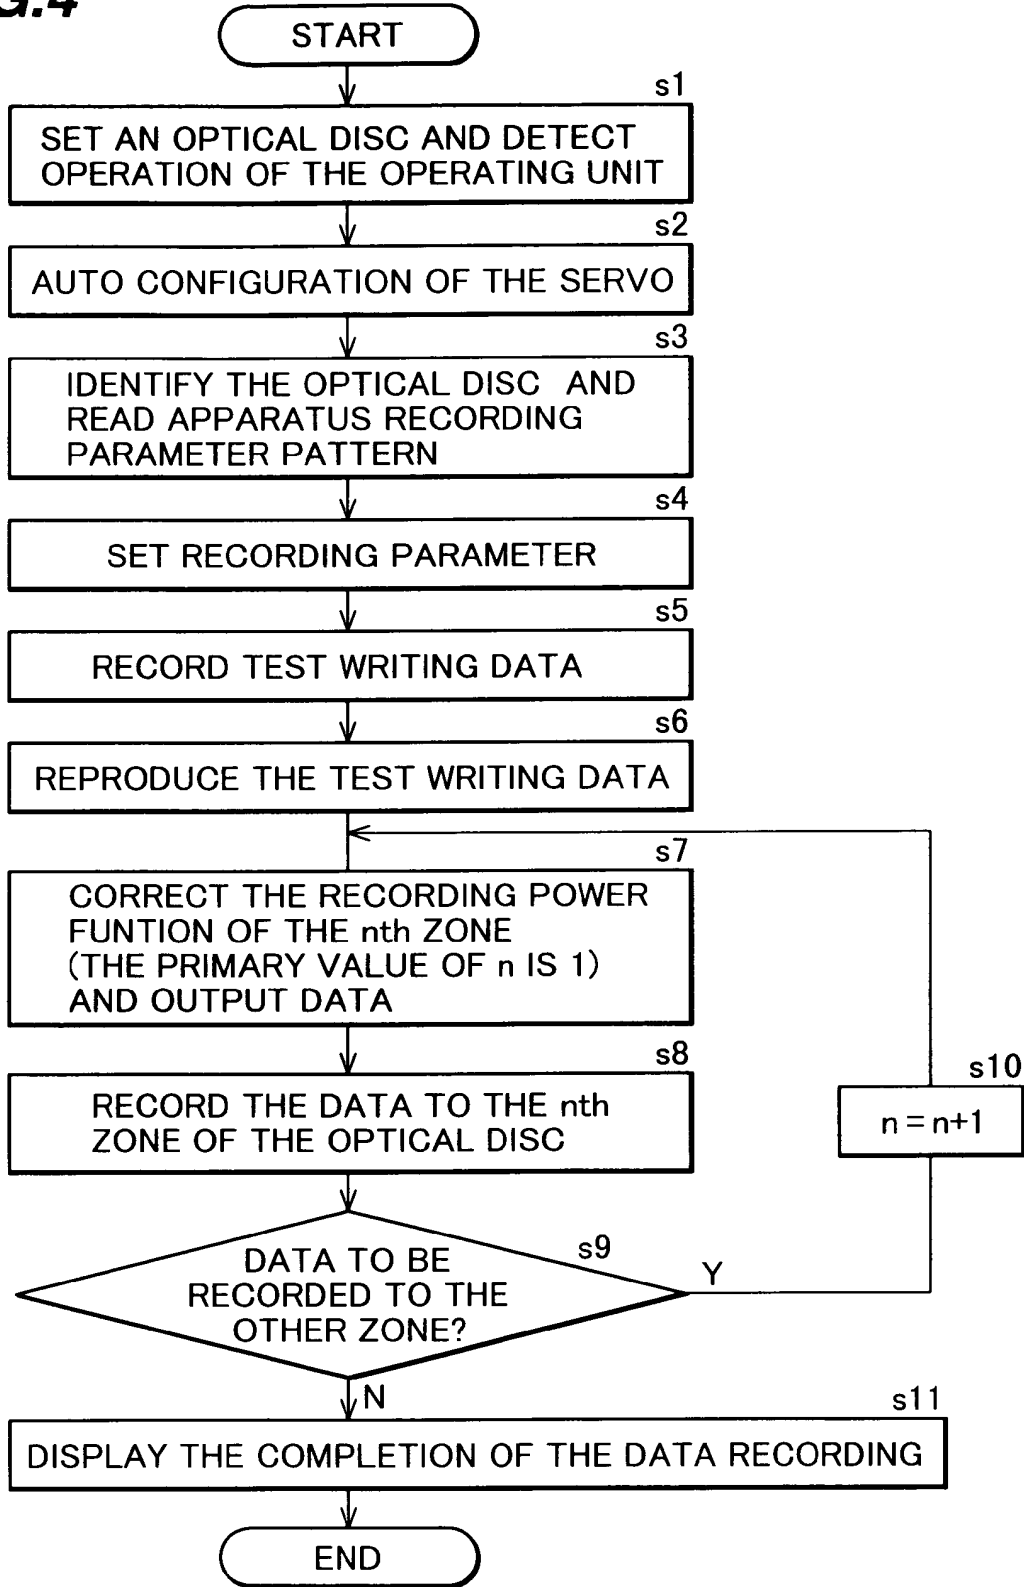 G.4
START
s1
SET AN OPTICAL DISC AND DETECT
OPERATION OF THE OPERATING UNIT
s2
AUTO CONFIGURATION OF THE SERVO
s3
IDENTIFY THE OPTICAL DISC AND
READ APPARATUS RECORDING
PARAMETER PATTERN
s4
SET RECORDING PARAMETER
s5
RECORD TEST WRITING DATA
s6
REPRODUCE THE TEST WRITING DATA
s7
CORRECT THE RECORDING POWER
FUNTION OF THE nth ZONE
(THE PRIMARY VALUE OF n IS 1)
AND OUTPUT DATA
s8
RECORD THE DATA TO THE nth
ZONE OF THE OPTICAL DISC
s10
n=n+1
s9
DATA TO BE
RECORDED TO THE
OTHER ZONE?
Y
N
s11
DISPLAY THE COMPLETION OF THE DATA RECORDING
END